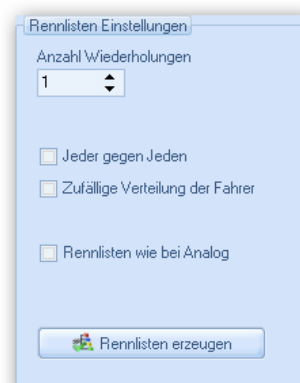 Rennlisten Einstellungen
Anzahl Wiederholungen
1
Jeder gegen Jeden
Zufällige Verteilung der Fahrer
Rennlisten wie bei Analog
Rennlisten erzeugen